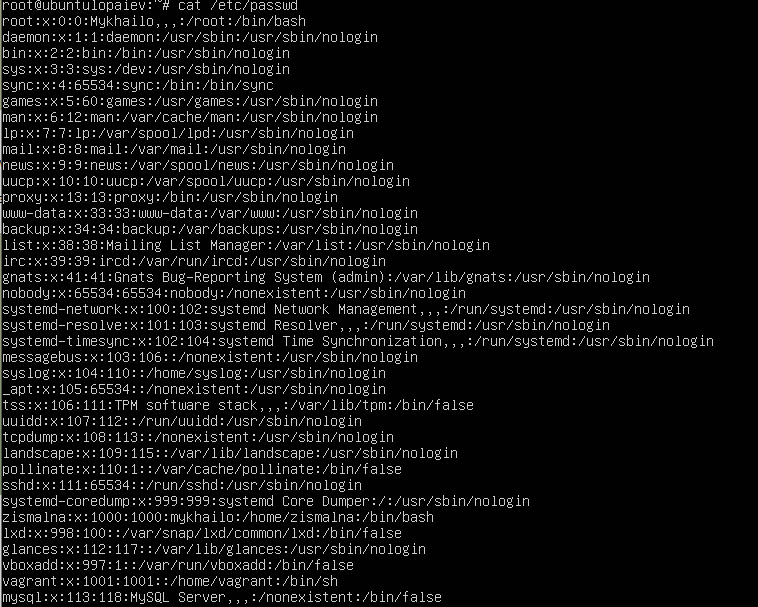 root@ubuntulopaiev:~# cat /etc/passwd
root:x:0:0:Mykhailo,,,:/root:/bin/bash
daemon:x:1:1:daemon:/usr/sbin:/usr/sbin/nologin
bin:x:2:2:bin:/bin:/usr/sbin/nologin
sys:x:3:3:sys:/dev:/usr/sbin/nologin
sync:x:4:65534:sync:/bin:/bin/sync
games:x:5:60:games:/usr/games:/usr/sbin/nologin
man:x:6:12:man:/var/cache/man:/usr/sbin/nologin
lp:x:7:7:lp:/var/spool/lpd:/usr/sbin/nologin
mail:x:8:8:mail:/var/mail:/usr/sbin/nologin
news:x:9:9:news:/var/spool/news:/usr/sbin/nologin
uucp:x:10:10:uucp:/var/spool/uucp:/usr/sbin/nologin
proxy:x:13:13:proxy:/bin:/usr/sbin/nologin
www-data:x:33:33:www-data:/var/www:/usr/sbin/nologin
backup:x:34:34:backup:/var/backups:/usr/sbin/nologin
list:x:38:38:Mailing List Manager:/var/list:/usr/sbin/nologin
irc:x:39:39:ircd:/var/run/ircd:/usr/sbin/nologin
gnats:x:41:41:Gnats Bug-Reporting System (admin):/var/lib/gnats:/usr/sbin/nologin
nobody:x:65534:65534:nobody:/nonexistent:/usr/sbin/nologin
systemd-network:x:100:102:systemd Network Management,,,:/run/systemd:/usr/sbin/nologin
systemd-resolve:x:101:103:systemd Resolver,,,:/run/systemd:/usr/sbin/nologin
systemd-timesync:x:102:104:systemd Time Synchronization,,,:/run/systemd:/usr/sbin/nologin
messagebus:x:103:106::/nonexistent:/usr/sbin/nologin
syslog:x:104:110::/home/syslog:/usr/sbin/nologin
_apt:x:105:65534::/nonexistent:/usr/sbin/nologin
tss:x:106:111:TPM software stack,,,:/var/lib/tpm:/bin/false
uuidd:x:107:112::/run/uuidd:/usr/sbin/nologin
tcpdump:x:108:113::/nonexistent:/usr/sbin/nologin
landscape:x:109:115::/var/lib/landscape:/usr/sbin/nologin
pollinate:x:110:1::/var/cache/pollinate:/bin/false
sshd:x:111:65534::/run/sshd:/usr/sbin/nologin
systemd-coredump:x:999:999:systemd Core Dumper:/:/usr/sbin/nologin
zismalna:x:1000:1000:mykhailo:/home/zismalna:/bin/bash
lxd:x:998:100::/var/snap/lxd/common/lxd:/bin/false
glances:x:112:117::/var/lib/glances:/usr/sbin/nologin
vboxadd:x:997:1::/var/run/vboxadd:/bin/false
vagrant:x:1001:1001::/home/vagrant:/bin/sh
mysql:x:113:118:MySQL Server,,,:/nonexistent:/bin/false